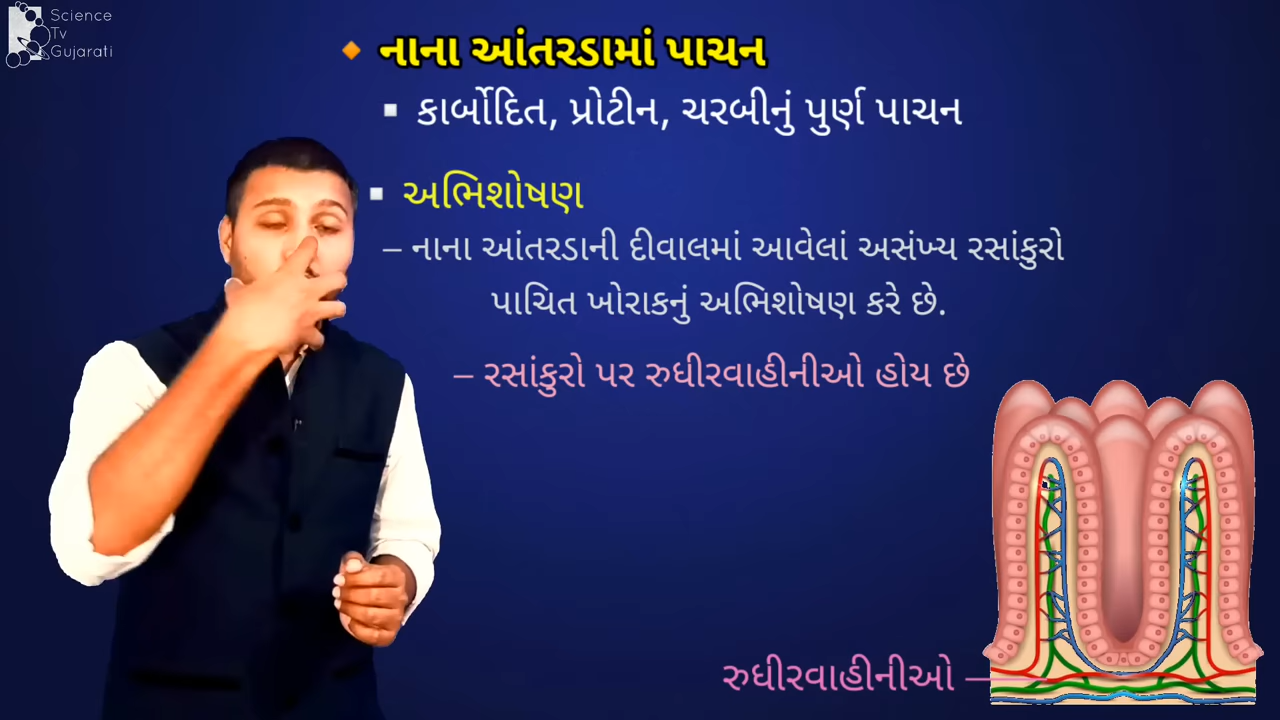 Science
Tv
Gujarati
નાના આંતરડામાં પાચન
કાર્બોદિત, પ્રોટીન, ચરબીનું પુર્ણ પાચન
અભિશોષણ
– નાના આંતરડાની દીવાલમાં આવેલાં અસંખ્ય રસાંકુરો
પાચિત ખોરાકનું અભિશોષણ કરે છે.
– રસાંકુરો પર રુધીરવાહીનીઓ હોય છે
રુધીરવાહીનીઓ